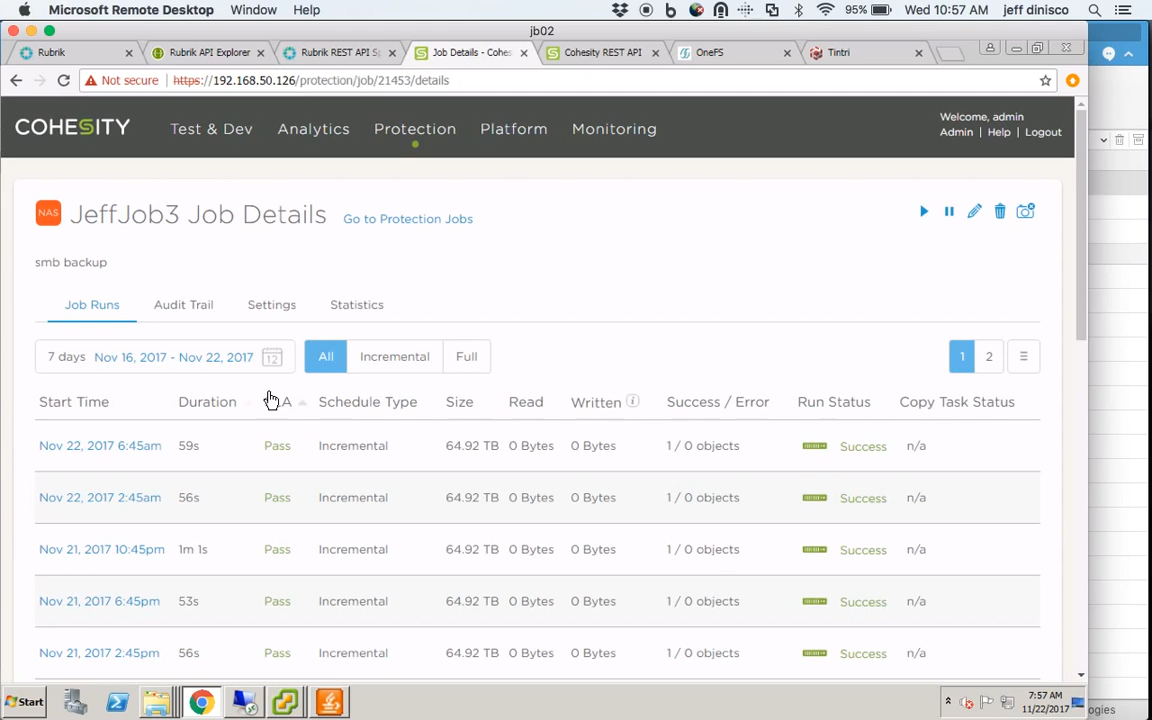 Microsoft Remote Desktop Window Help 95% Wed 10:57 AM jeff dinisco
jb02
Rubrik Rubrik API Explorer Rubrik REST API Job Details - Cohes Cohesity REST API OneFS Tintri
Not secure https://192.168.50.126/protection/job/21453/details
COHESITY Test & Dev Analytics Protection Platform Monitoring
Welcome, admin
Admin | Help | Logout
NAS JeffJob3 Job Details Go to Protection Jobs
smb backup
Job Runs Audit Trail Settings Statistics
7 days Nov 16, 2017 - Nov 22, 2017 12 All Incremental Full 1 2
Start Time Duration Schedule Type Size Read Written Success / Error Run Status Copy Task Status
Nov 22, 2017 6:45am 59s Pass Incremental 64.92 TB 0 Bytes 0 Bytes 1 / 0 objects Success n/a
Nov 22, 2017 2:45am 56s Pass Incremental 64.92 TB 0 Bytes 0 Bytes 1 / 0 objects Success n/a
Nov 21, 2017 10:45pm 1m 1s Pass Incremental 64.92 TB 0 Bytes 0 Bytes 1 / 0 objects Success n/a
Nov 21, 2017 6:45pm 53s Pass Incremental 64.92 TB 0 Bytes 0 Bytes 1 / 0 objects Success n/a
Nov 21, 2017 2:45pm 56s Pass Incremental 64.92 TB 0 Bytes 0 Bytes 1 / 0 objects Success n/a
Start 7:57 AM
11/22/2017
ogies